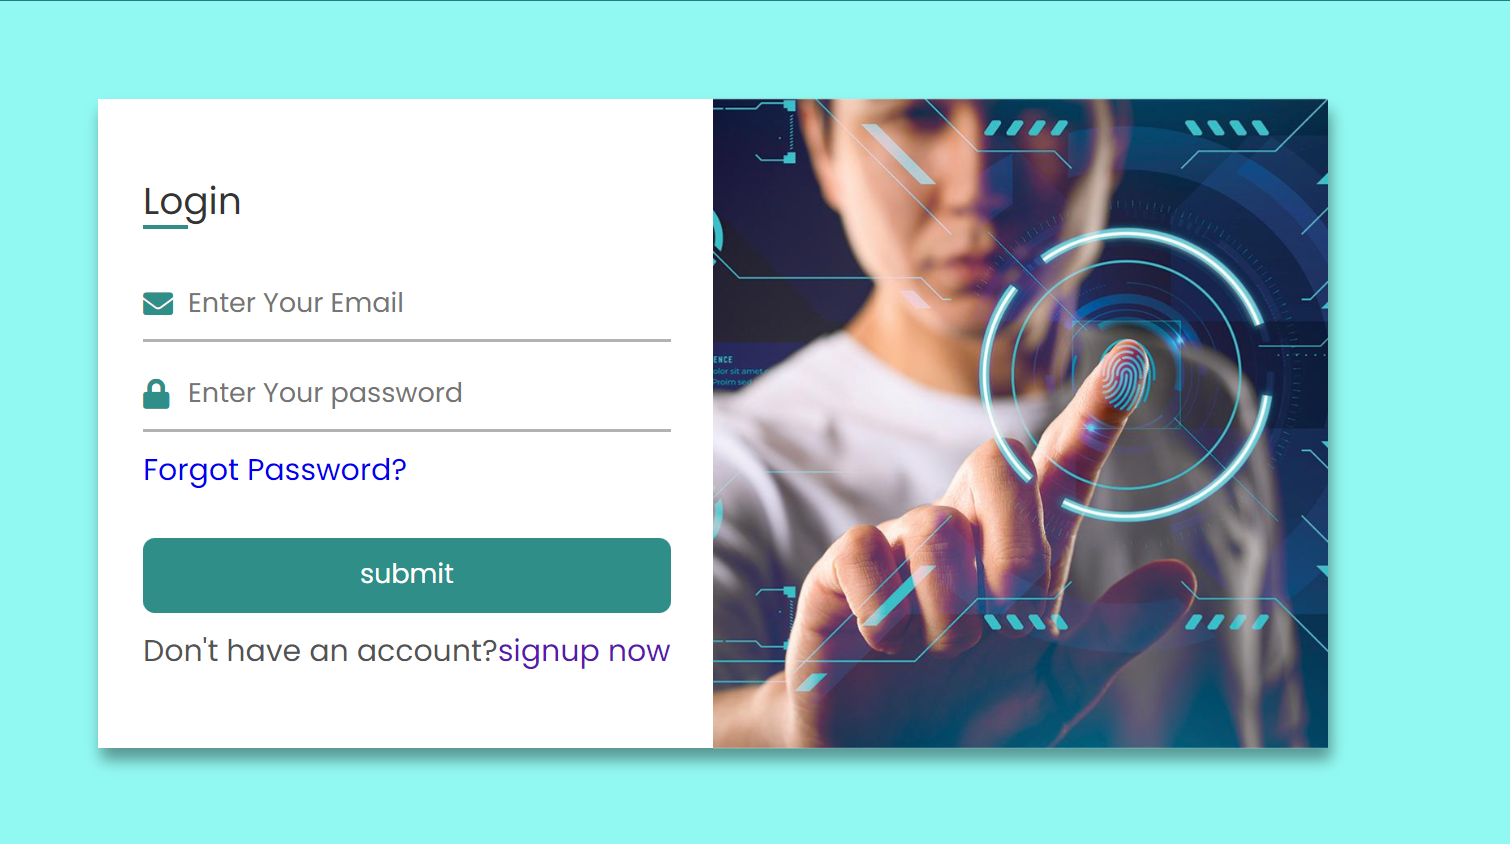 Login
Enter Your Email
Enter Your password
Forgot Password?
submit
Don't have an account?signup now
ENCE
olor sit amet
Proim sed